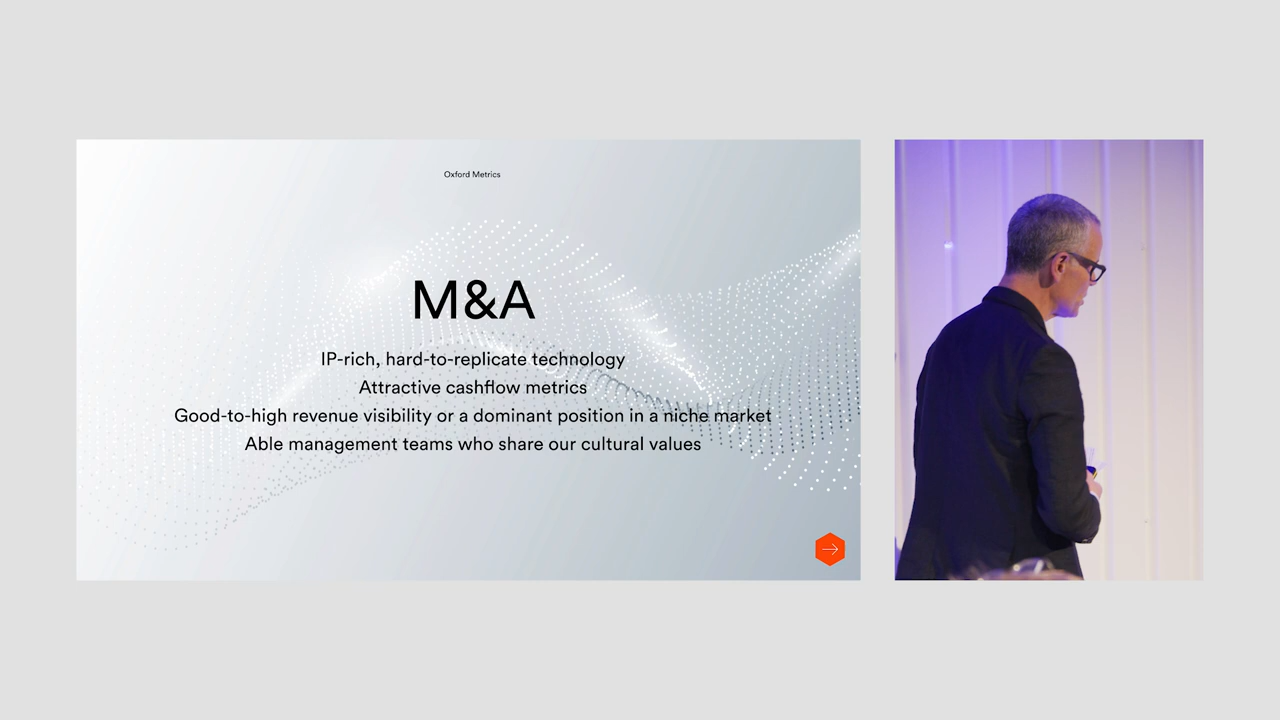 Oxford Metrics
M&A
IP-rich, hard-to-replicate technology
Attractive cashflow metrics
Good-to-high revenue visibility or a dominant position in a niche market
Able management teams who share our cultural values